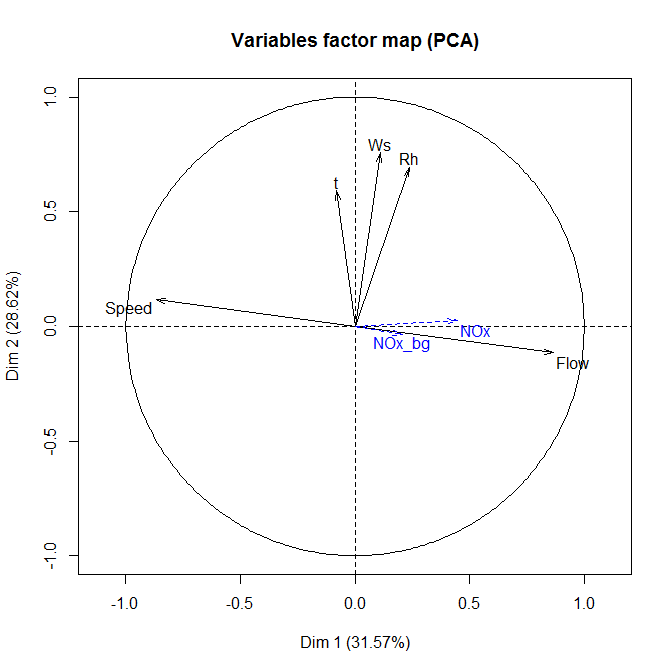 Variables factor map (PCA)
1.0
Ws
Rh
t
0.5
Speed
0.0
NOx
NOx_bg
Flow
-0.5
-1.0
Dim 2 (28.62%)
-1.0 -0.5 0.0 0.5 1.0
Dim 1 (31.57%)